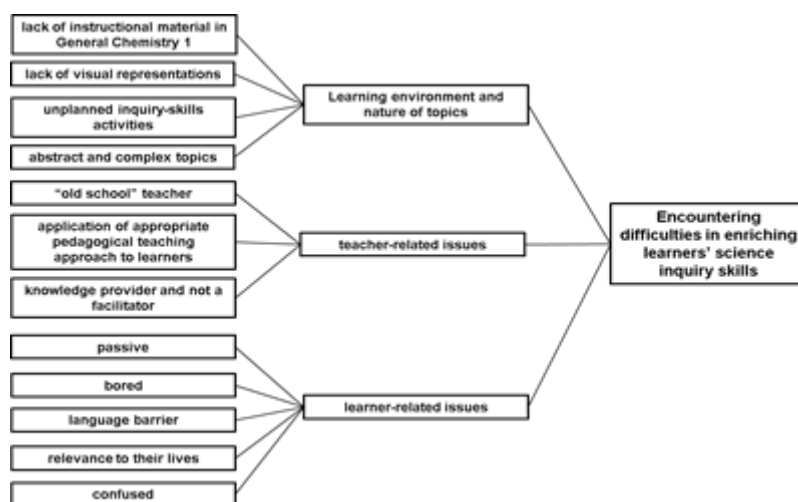 lack of instructional material in
General Chemistry 1
lack of visual representations
unplanned inquiry-skills
activities
abstract and complex topics
Learning environment and
nature of topics
"old school" teacher
application of appropriate
pedagogical teaching
approach to learners
knowledge provider and not a
facilitator
teacher-related issues
passive
bored
language barrier
relevance to their lives
confused
learner-related issues
Encountering
difficulties in enriching
learners' science
inquiry skills